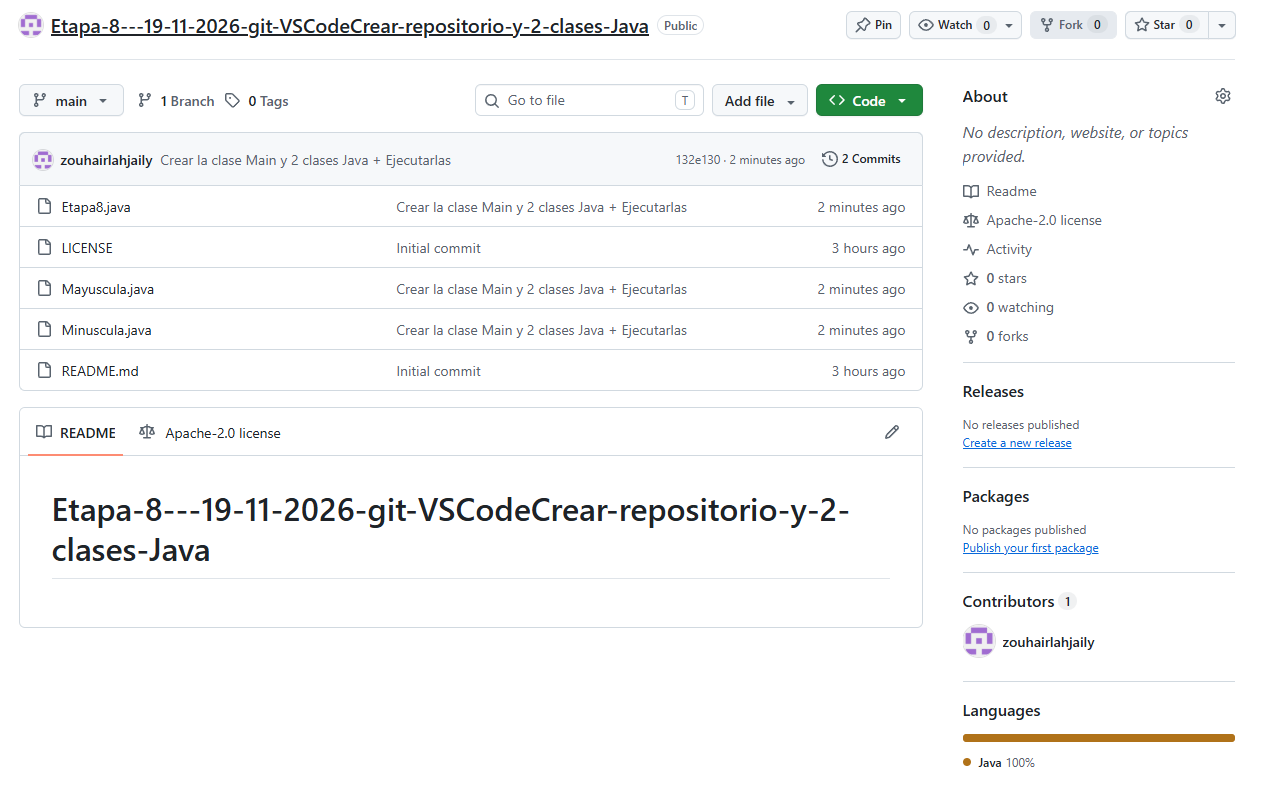 Etapa-8---19-11-2026-git-VSCodeCrear-repositorio-y-2-clases-Java Public Pin Watch 0 Fork 0 Star 0
main 1 Branch 0 Tags Go to file T Add file Code
zouhairlahjaily Crear la clase Main y 2 clases Java + Ejecutarlas 132e130 · 2 minutes ago 2 Commits
Etapa8.java Crear la clase Main y 2 clases Java + Ejecutarlas 2 minutes ago
LICENSE Initial commit 3 hours ago
Mayuscula.java Crear la clase Main y 2 clases Java + Ejecutarlas 2 minutes ago
Minuscula.java Crear la clase Main y 2 clases Java + Ejecutarlas 2 minutes ago
README.md Initial commit 3 hours ago
README Apache-2.0 license
Etapa-8---19-11-2026-git-VSCodeCrear-repositorio-y-2-
clases-Java
About
No description, website, or topics
provided.
Readme
Apache-2.0 license
Activity
0 stars
0 watching
0 forks
Releases
No releases published
Create a new release
Packages
No packages published
Publish your first package
Contributors 1
zouhairlahjaily
Languages
Java 100%